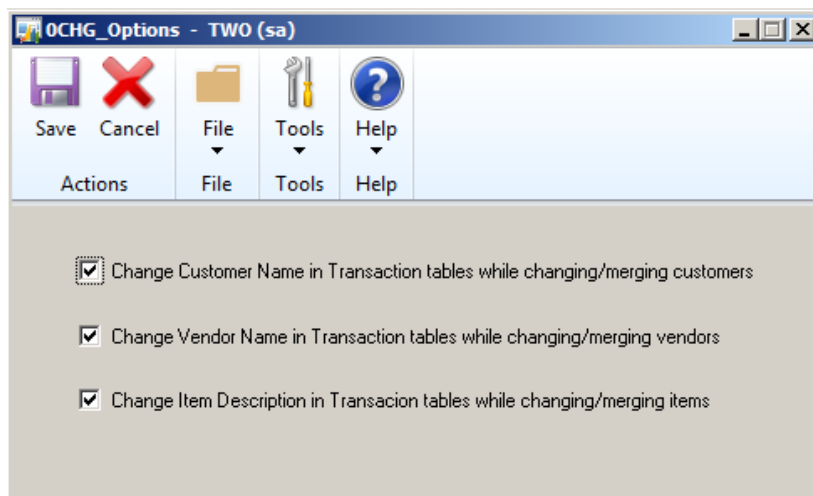 0CHG_Options - TWO (sa)
Save Cancel File Tools Help
Actions File Tools Help
Change Customer Name in Transaction tables while changing/merging customers
Change Vendor Name in Transaction tables while changing/merging vendors
Change Item Description in Transacion tables while changing/merging items